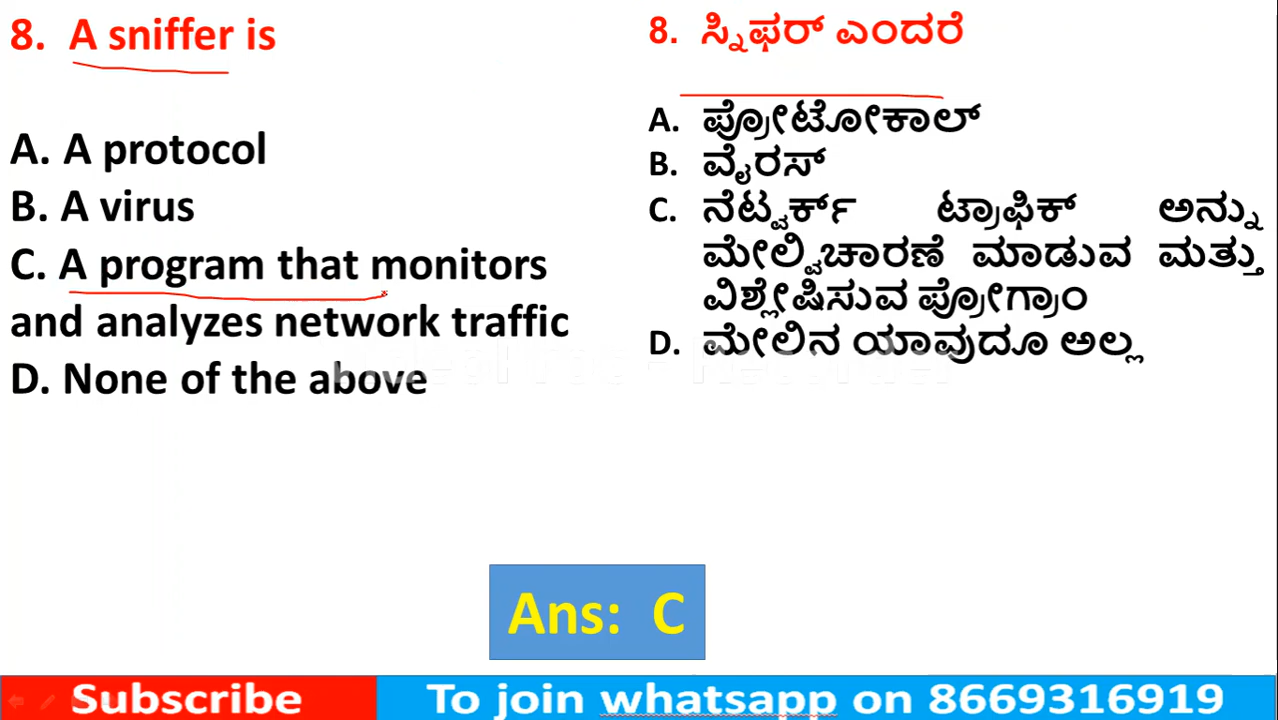 8. A sniffer is
A. A protocol
B. A virus
C. A program that monitors
and analyzes network traffic
D. None of the above
8. ಸ್ನಿಫರ್ ಎಂದರೆ
A. ಪ್ರೋಟೋಕಾಲ್
B. ವೈರಸ್
C. ನೆಟ್ವರ್ಕ್ ಟ್ರಾಫಿಕ್ ಅನ್ನು
ಮೇಲ್ವಿಚಾರಣೆ ಮಾಡುವ ಮತ್ತು
ವಿಶ್ಲೇಷಿಸುವ ಪ್ರೋಗ್ರಾಂ
D. ಮೇಲಿನ ಯಾವುದೂ ಅಲ್ಲ
Recorder
Ans: C
Subscribe
To join whatsapp on 8669316919